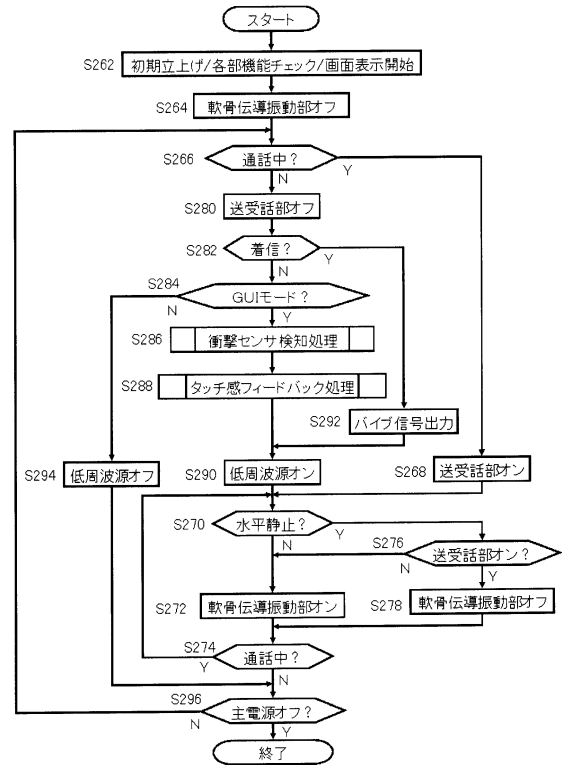 スタート
S262 初期立上げ/各部機能チェック/画面表示開始
S264 軟骨伝導振動部オフ
S266 通話中?
N Y
S280 送受話部オフ
S282 着信?
N Y
S284 GUIモード?
N Y
S286 衝撃センサ検知処理
S288 タッチ感フィードバック処理
S292 バイブ信号出力
S294 低周波源オフ
S290 低周波源オン
S268 送受話部オン
S270 水平静止?
N Y
S276 送受話部オン?
N Y
S272 軟骨伝導振動部オン
S278 軟骨伝導振動部オフ
S274 通話中?
Y N
S296 主電源オフ?
N Y
終了